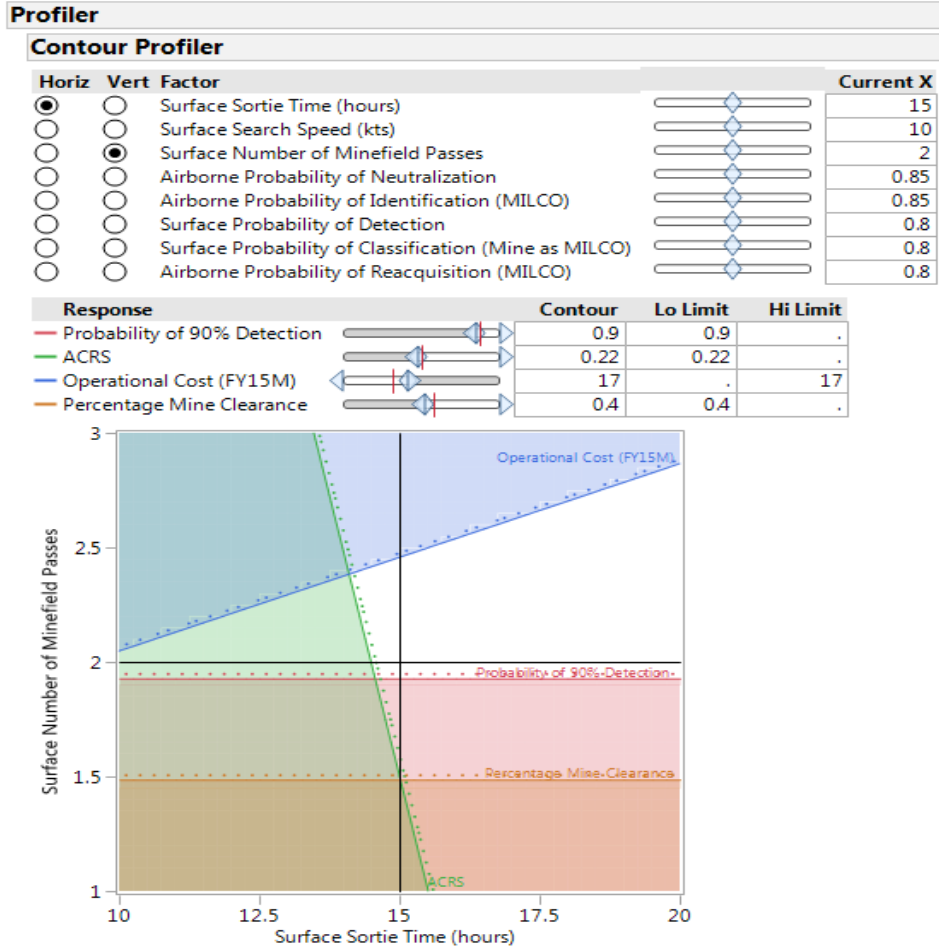 Profiler
Contour Profiler
Horiz Vert Factor Current X
Surface Sortie Time (hours) 15
Surface Search Speed (kts) 10
Surface Number of Minefield Passes 2
Airborne Probability of Neutralization 0.85
Airborne Probability of Identification (MILCO) 0.85
Surface Probability of Detection 0.8
Surface Probability of Classification (Mine as MILCO) 0.8
Airborne Probability of Reacquisition (MILCO) 0.8
Response Contour Lo Limit Hi Limit
Probability of 90% Detection 0.9 0.9 .
ACRS 0.22 0.22 .
Operational Cost (FY15M) 17 . 17
Percentage Mine Clearance 0.4 0.4 .
3
Operational Cost (FY15M)
2.5
2
Probability of 90% Detection
1.5
Percentage Mine Clearance
1
ACRS
Surface Number of Minefield Passes
10 12.5 15 17.5 20
Surface Sortie Time (hours)